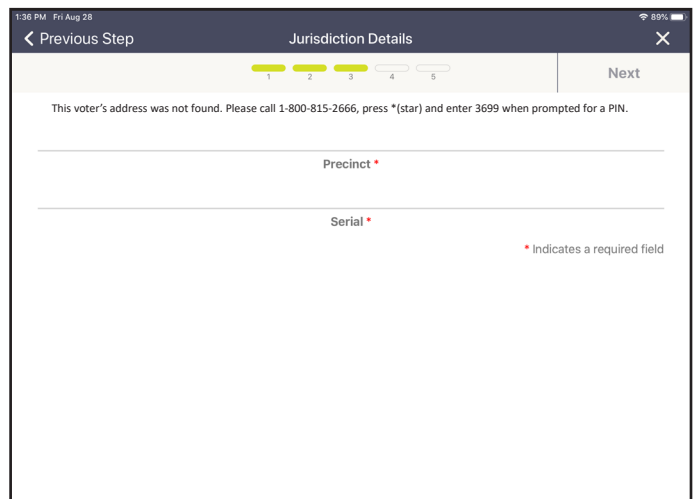 1:36 PM Fri Aug 28 89%
Previous Step Jurisdiction Details
1 2 3 4 5 Next
This voter's address was not found. Please call 1-800-815-2666, press *(star) and enter 3699 when prompted for a PIN.
Precinct *
Serial *
* Indicates a required field